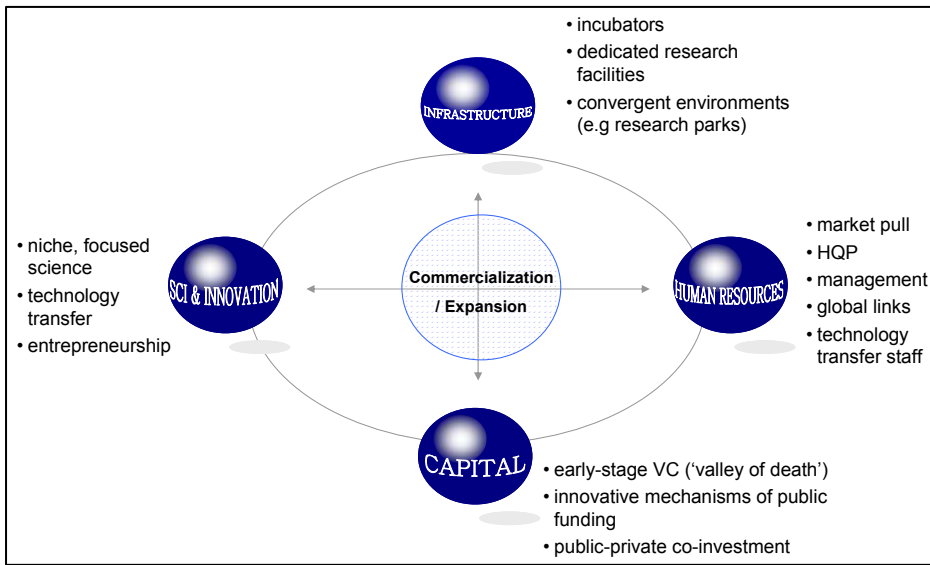 • incubators
• dedicated research
facilities
• convergent environments
(e.g research parks)
INFRASTRUCTURE
• niche, focused
science
• technology
transfer
• entrepreneurship
SCI & INNOVATION
Commercialization
/ Expansion
HUMAN RESOURCES
• market pull
• HQP
• management
• global links
• technology
transfer staff
CAPITAL
• early-stage VC (‘valley of death’)
• innovative mechanisms of public
funding
• public-private co-investment